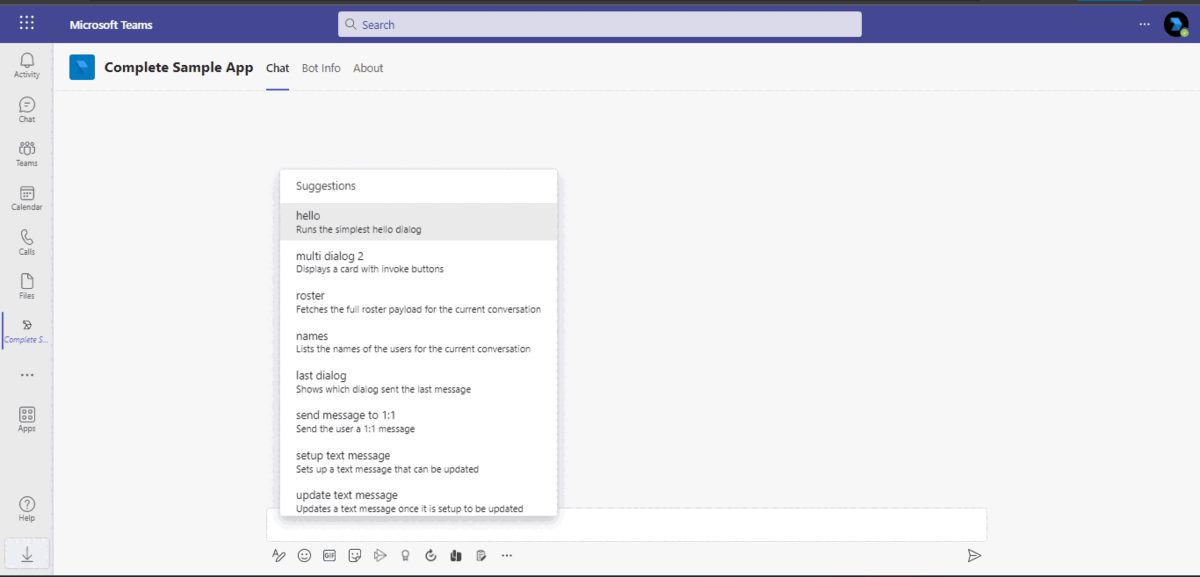 Microsoft Teams
Search
Activity
Chat
Teams
Calendar
Calls
Files
Complete S...
Apps
Help
Complete Sample App
Chat
Bot Info
About
Suggestions
hello
Runs the simplest hello dialog
multi dialog 2
Displays a card with invoke buttons
roster
Fetches the full roster payload for the current conversation
names
Lists the names of the users for the current conversation
last dialog
Shows which dialog sent the last message
send message to 1:1
Send the user a 1:1 message
setup text message
Sets up a text message that can be updated
update text message
Updates a text message once it is setup to be updated
GIF